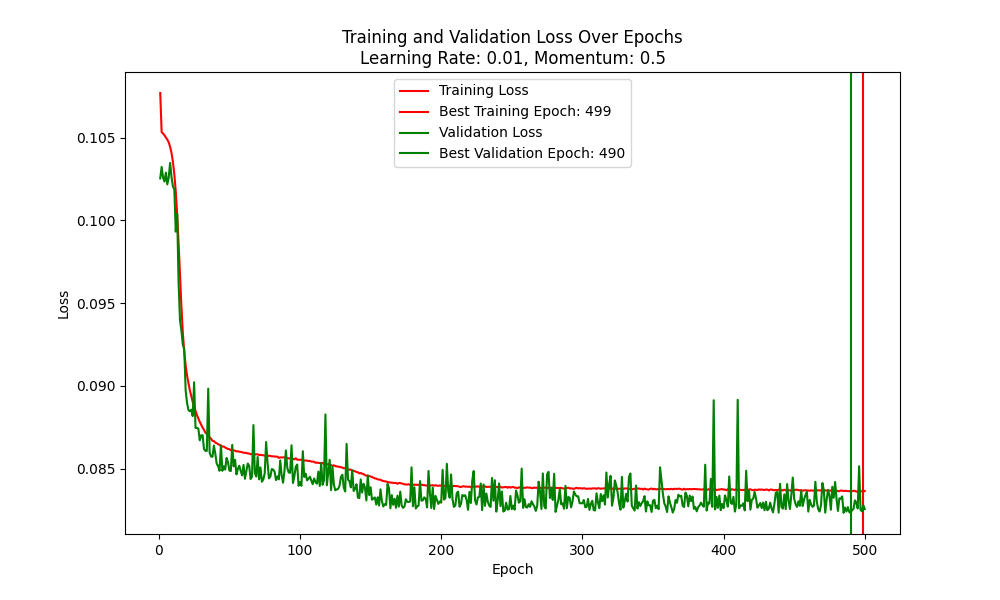 Training and Validation Loss Over Epochs
Learning Rate: 0.01, Momentum: 0.5
Training Loss
Best Training Epoch: 499
Validation Loss
Best Validation Epoch: 490
0.105
0.100
0.095
0.090
0.085
Loss
0 100 200 300 400 500
Epoch